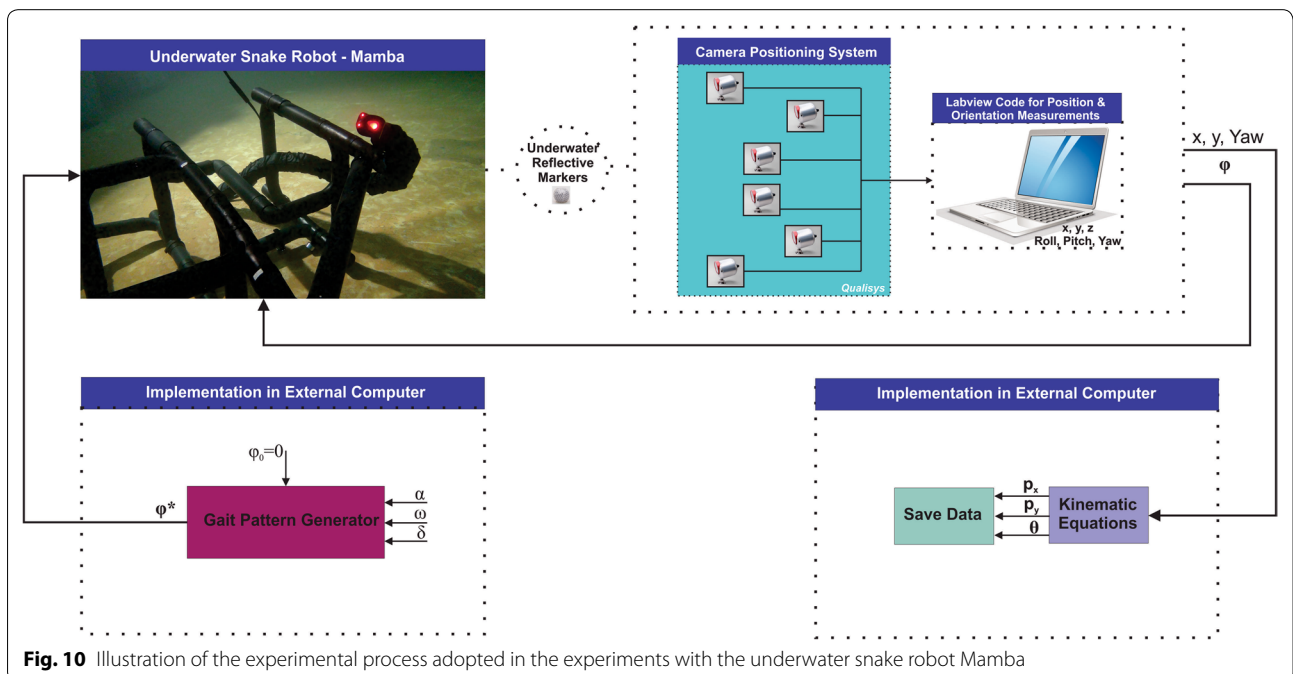 Underwater Snake Robot - Mamba
Underwater
Reflective
Markers
Camera Positioning System
Qualisys
Labview Code for Position &
Orientation Measurements
x, y, z
Roll, Pitch, Yaw
x, y, Yaw
φ
Implementation in External Computer
φ₀=0
φ*
Gait Pattern Generator
α
ω
δ
Implementation in External Computer
Save Data
pₓ
p_y
θ
Kinematic
Equations
Fig. 10 Illustration of the experimental process adopted in the experiments with the underwater snake robot Mamba